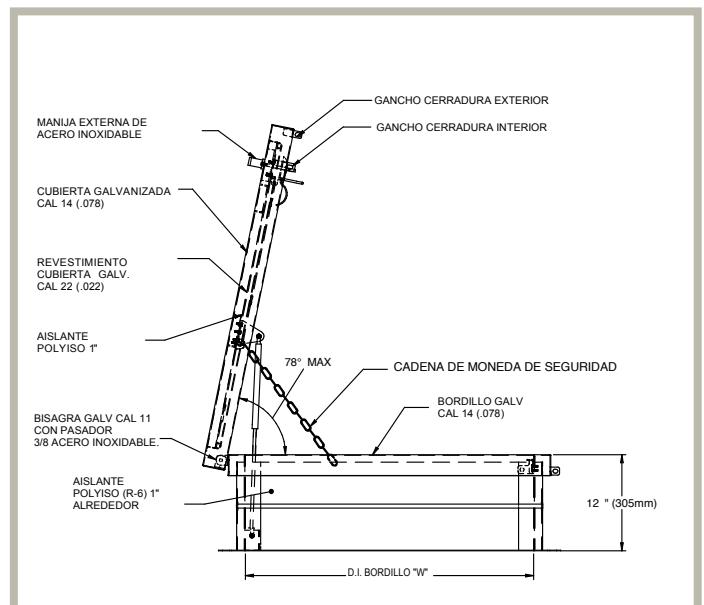 GANCHO CERRADURA EXTERIOR
MANIJA EXTERNA DE
ACERO INOXIDABLE
GANCHO CERRADURA INTERIOR
CUBIERTA GALVANIZADA
CAL 14 (.078)
REVESTIMIENTO
CUBIERTA GALV.
CAL 22 (.022)
AISLANTE
POLYISO 1"
78° MAX
CADENA DE MONEDA DE SEGURIDAD
BORDILLO GALV
CAL 14 (.078)
BISAGRA GALV CAL 11
CON PASADOR
3/8 ACERO INOXIDABLE.
AISLANTE
POLYISO (R-6) 1"
ALREDEDOR
12 " (305mm)
D.I. BORDILLO "W"